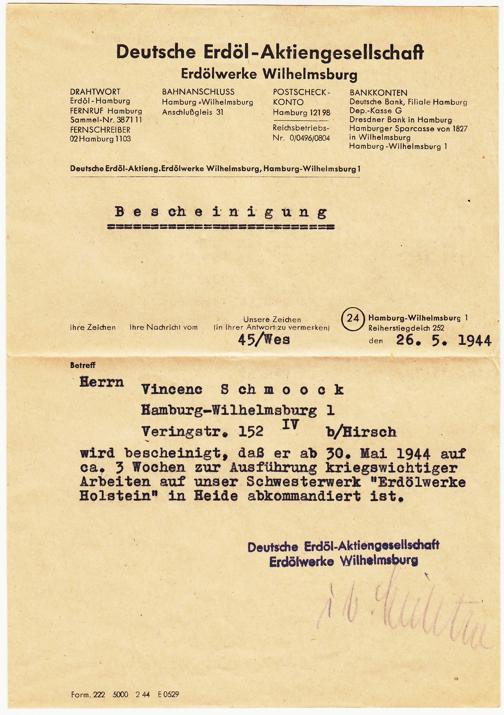 Deutsche Erdöl-Aktiengesellschaft
Erdölwerke Wilhelmsburg
DRAHTWORT
Erdöl-Hamburg
FERNRUF Hamburg
Sammel-Nr. 387111
FERNSCHREIBER
02 Hamburg 1103
BAHNANSCHLUSS
Hamburg-Wilhelmsburg
Anschlußgleis 31
POSTSCHECK-
KONTO
Hamburg 12198
Reichsbetriebs-
Nr. 0/0496/0804
BANKKONTEN
Deutsche Bank, Filiale Hamburg
Dep.-Kasse G
Dresdner Bank in Hamburg
Hamburger Sparcasse von 1827
in Wilhelmsburg
Hamburg-Wilhelmsburg 1
Deutsche Erdöl-Aktieng. Erdölwerke Wilhelmsburg, Hamburg-Wilhelmsburg 1
Bescheinigung
Ihre Zeichen Ihre Nachricht vom
Unsere Zeichen
(in Ihrer Antwort zu vermerken)
45/Wes
24 Hamburg-Wilhelmsburg 1
Reiherstiegdeich 252
den 26. 5. 1944
Betreff
Herrn Vincenc Schmoock
Hamburg-Wilhelmsburg 1
Veringstr. 152 IV b/Hirsch
wird bescheinigt, daß er ab 30. Mai 1944 auf
ca. 3 Wochen zur Ausführung kriegswichtiger
Arbeiten auf unser Schwesterwerk "Erdölwerke
Holstein" in Heide abkommandiert ist.
Deutsche Erdöl-Aktiengesellschaft
Erdölwerke Wilhelmsburg
Form. 222 5000 2 44 E 0529